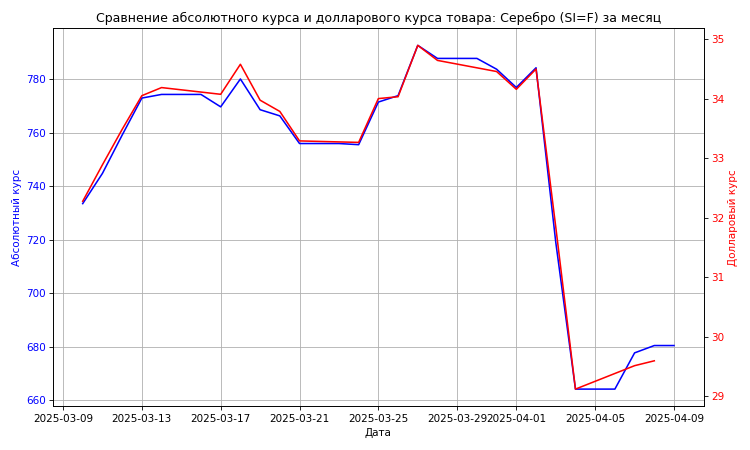 Сравнение абсолютного курса и долларового курса товара: Серебро (SI=F) за месяц
Абсолютный курс
780
760
740
720
700
680
660
35
34
33
32
31
30
29
Долларовый курс
2025-03-09 2025-03-13 2025-03-17 2025-03-21 2025-03-25 2025-03-29 2025-04-01 2025-04-05 2025-04-09
Дата